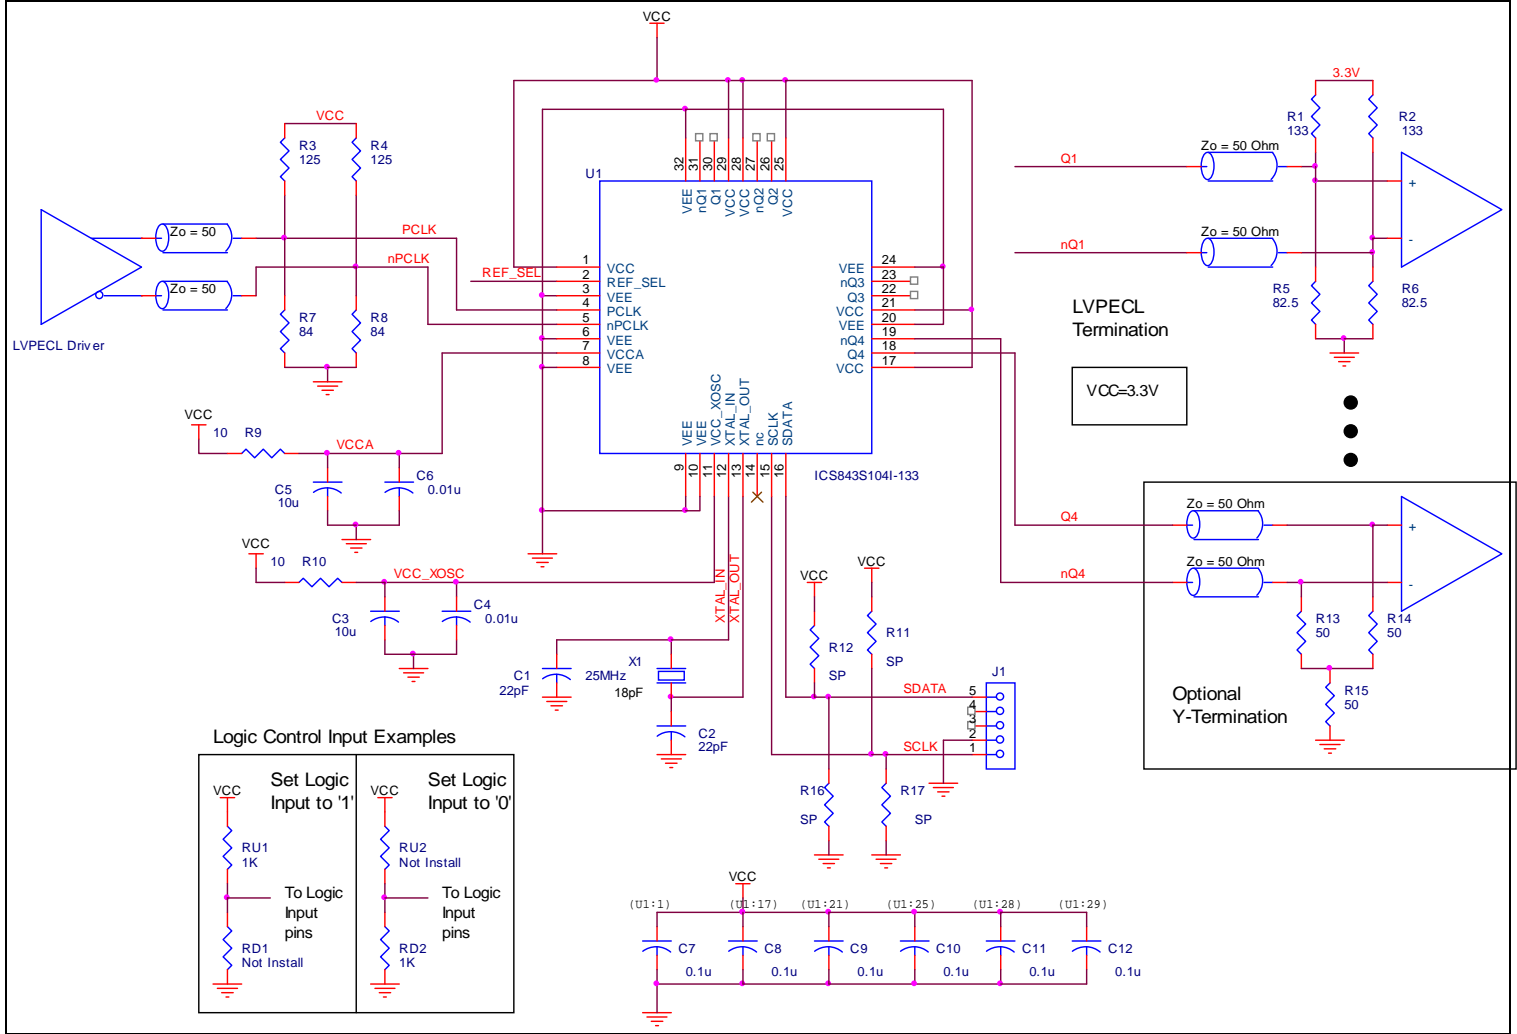 VCC
VCC
R3
125
R4
125
Zo = 50
PCLK
nPCLK
Zo = 50
R7
84
R8
84
LVPECL Driver
REF_SEL
U1
32
31
30
29
28
27
26
25
VEE
nQ1
Q1
VCC
VCC
nQ2
Q2
VCC
1
2
3
4
5
6
7
8
VCC
REF_SEL
VEE
PCLK
nPCLK
VEE
VCCA
VEE
VEE
nQ3
Q3
VCC
VEE
nQ4
Q4
VCC
24
23
22
21
20
19
18
17
VEE
VEE
VCC_XOSC
XTAL_IN
XTAL_OUT
nc
SCLK
SDATA
9
10
11
12
13
14
15
16
ICS843S104I-133
3.3V
R1
133
R2
133
Q1
Zo = 50 Ohm
+
nQ1
Zo = 50 Ohm
-
R5
82.5
R6
82.5
LVPECL
Termination
VCC=3.3V
VCC
10
R9
VCCA
C5
10u
C6
0.01u
VCC
10
R10
VCC_XOSC
C3
10u
C4
0.01u
XTAL_IN
XTAL_OUT
C1
22pF
X1
25MHz
18pF
C2
22pF
VCC
VCC
R12
SP
R11
SP
SDATA
SCLK
J1
5
4
3
2
1
R16
SP
R17
SP
Q4
Zo = 50 Ohm
+
nQ4
Zo = 50 Ohm
-
R13
50
R14
50
R15
50
Optional
Y-Termination
Logic Control Input Examples
Set Logic
Input to '1'
VCC
RU1
1K
To Logic
Input
pins
RD1
Not Install
Set Logic
Input to '0'
VCC
RU2
Not Install
To Logic
Input
pins
RD2
1K
VCC
(U1:1)
(U1:17)
(U1:21)
(U1:25)
(U1:28)
(U1:29)
C7
0.1u
C8
0.1u
C9
0.1u
C10
0.1u
C11
0.1u
C12
0.1u